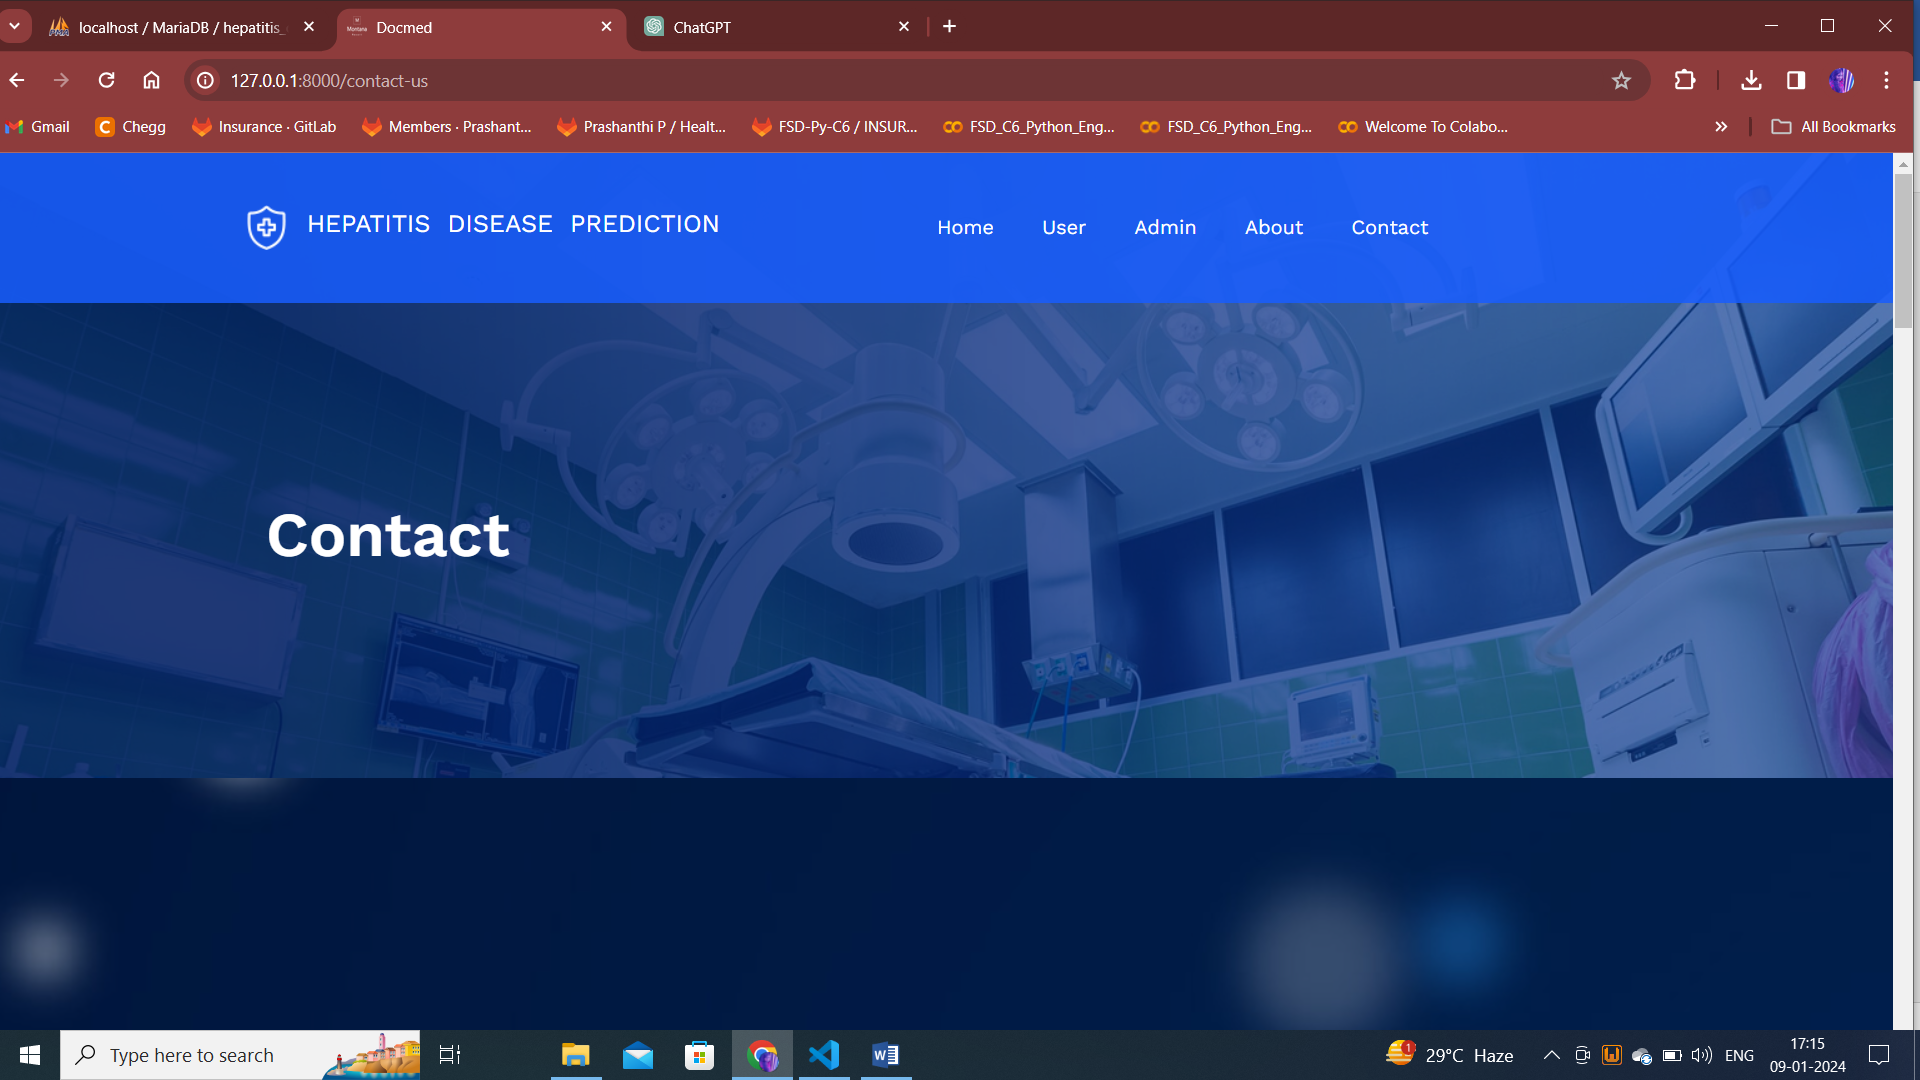 localhost / MariaDB / hepatitis_
Docmed
ChatGPT
127.0.0.1:8000/contact-us
Gmail
Chegg
Insurance · GitLab
Members · Prashant...
Prashanthi P / Healt...
FSD-Py-C6 / INSUR...
FSD_C6_Python_Eng...
FSD_C6_Python_Eng...
Welcome To Colabo...
All Bookmarks
HEPATITIS DISEASE PREDICTION
Home
User
Admin
About
Contact
Contact
Type here to search
1
29°C Haze
ENG
17:15
09-01-2024